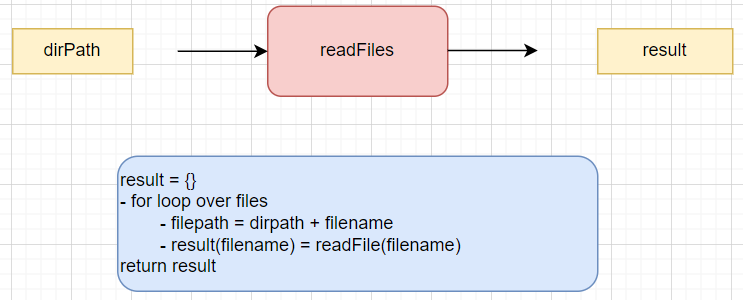 dirPath
readFiles
result
result = {}
- for loop over files
- filepath = dirpath + filename
- result(filename) = readFile(filename)
return result